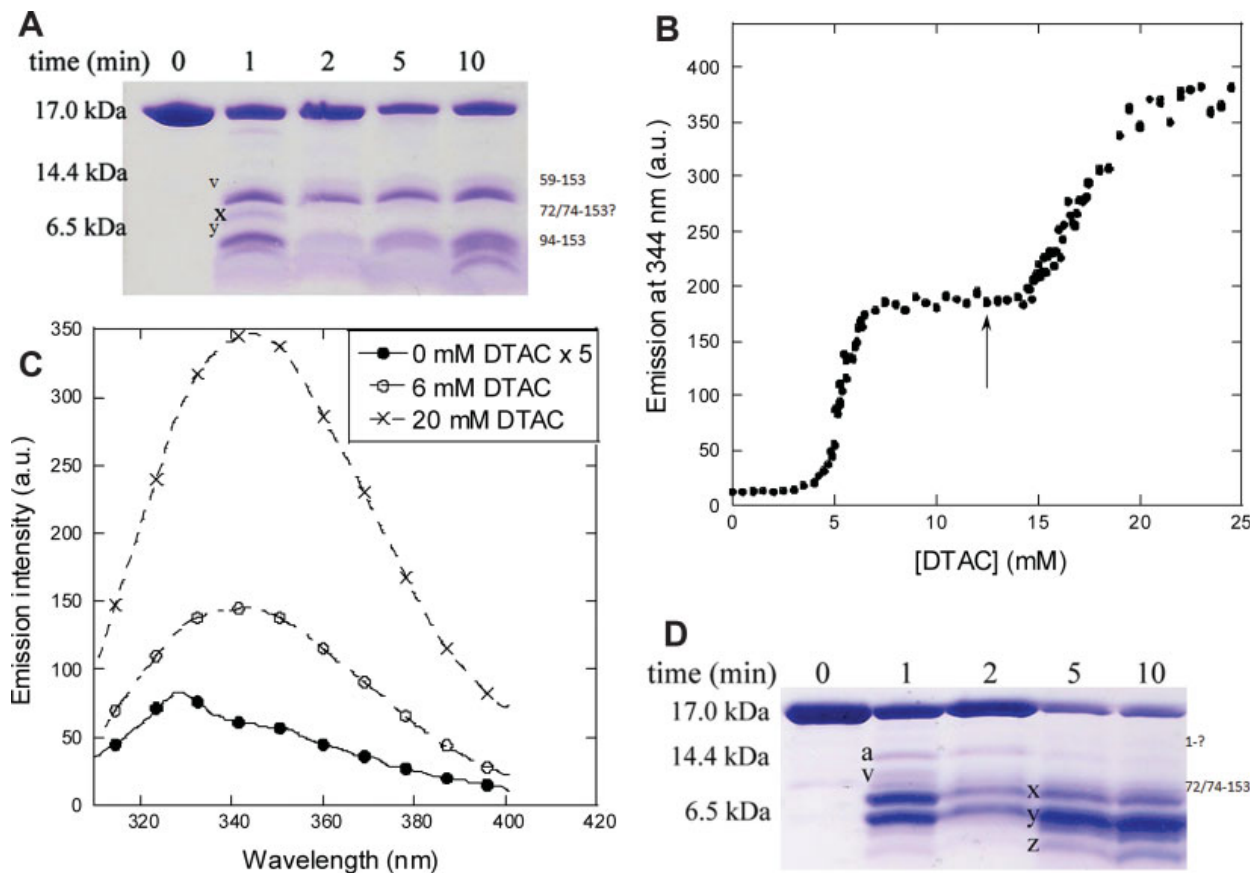 A
time (min) 0 1 2 5 10
17.0 kDa
14.4 kDa
v
59-153
x
72/74-153?
6.5 kDa
y
94-153
B
Emission at 344 nm (a.u.)
400
350
300
250
200
150
100
50
0
0 5 10 15 20 25
[DTAC] (mM)
C
Emission intensity (a.u.)
350
300
250
200
150
100
50
0
0 mM DTAC x 5
6 mM DTAC
20 mM DTAC
320 340 360 380 400 420
Wavelength (nm)
D
time (min) 0 1 2 5 10
17.0 kDa
1-?
14.4 kDa
a
v
x
72/74-153
6.5 kDa
y
z